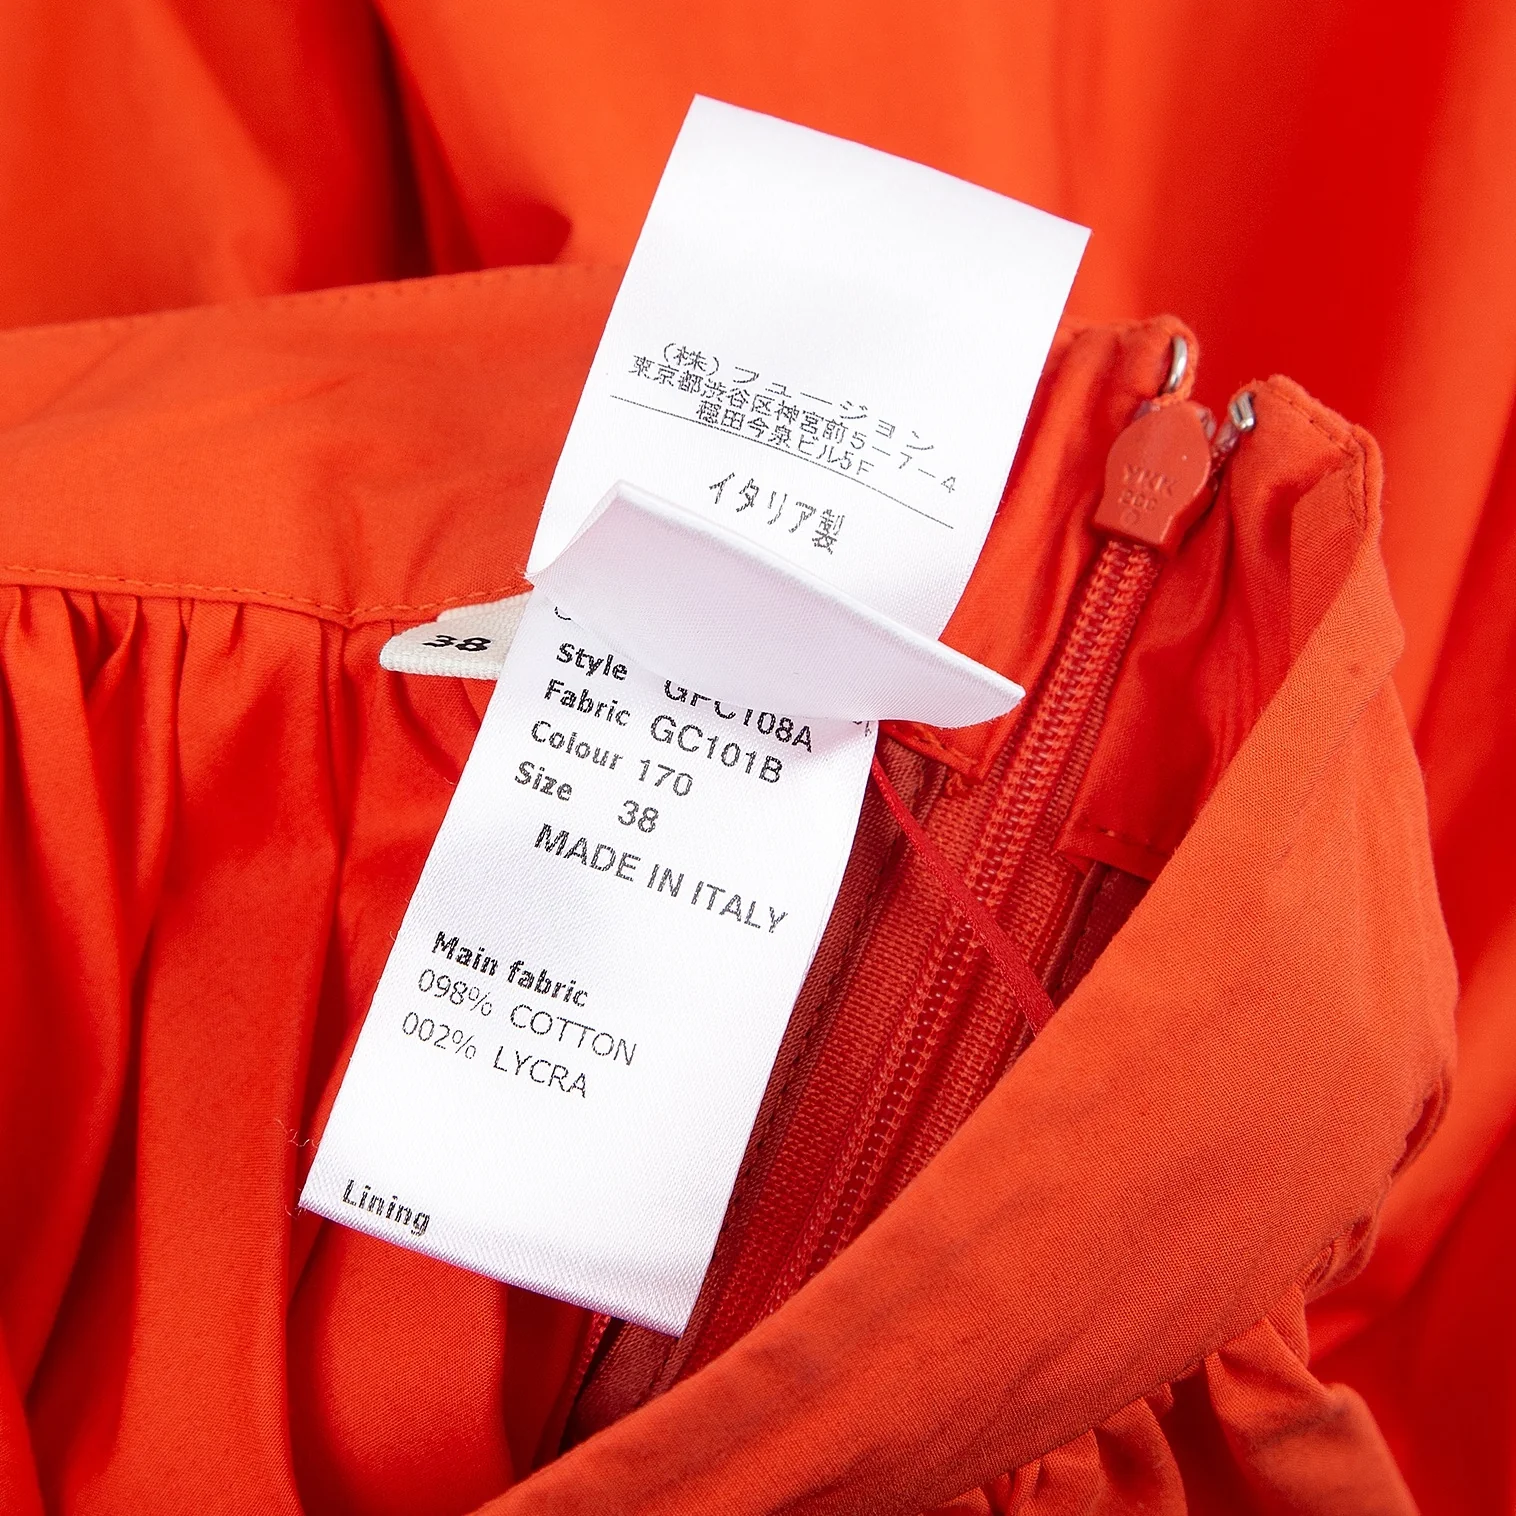 （株）フュージョン
東京都渋谷区神宮前5-7-4
穏田今泉ビル5F
イタリア製
38
Style GPC108A
Fabric GC101B
Colour 170
Size 38
MADE IN ITALY
Main fabric
098% COTTON
002% LYCRA
Lining
YKK